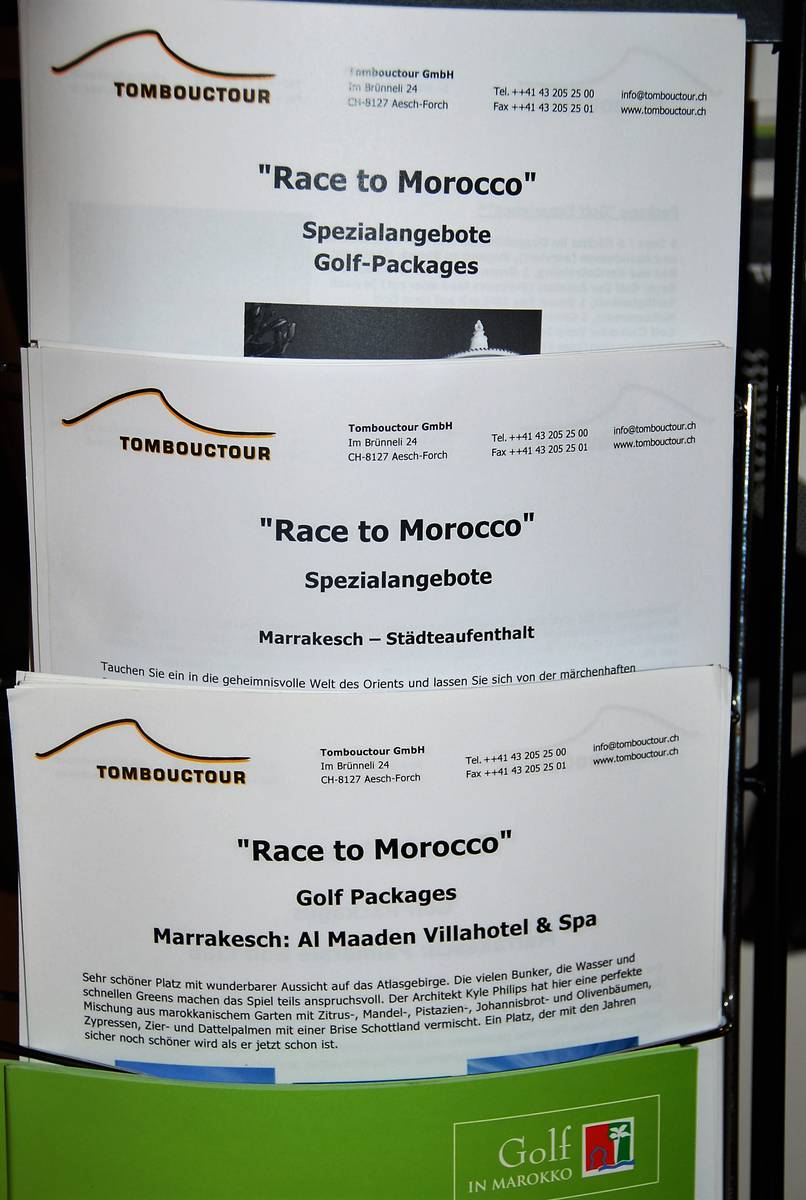 TOMBOUCTOUR
Tombouctour GmbH
Im Brünneli 24
CH-8127 Aesch-Forch
Tel. ++41 43 205 25 00
Fax ++41 43 205 25 01
info@tombouctour.ch
www.tombouctour.ch
"Race to Morocco"
Spezialangebote
Golf-Packages
TOMBOUCTOUR
Tombouctour GmbH
Im Brünneli 24
CH-8127 Aesch-Forch
Tel. ++41 43 205 25 00
Fax ++41 43 205 25 01
info@tombouctour.ch
www.tombouctour.ch
"Race to Morocco"
Spezialangebote
Marrakesch – Städteaufenthalt
Tauchen Sie ein in die geheimnisvolle Welt des Orients und lassen Sie sich von der märchenhaften
TOMBOUCTOUR
Tombouctour GmbH
Im Brünneli 24
CH-8127 Aesch-Forch
Tel. ++41 43 205 25 00
Fax ++41 43 205 25 01
info@tombouctour.ch
www.tombouctour.ch
"Race to Morocco"
Golf Packages
Marrakesch: Al Maaden Villahotel & Spa
Sehr schöner Platz mit wunderbarer Aussicht auf das Atlasgebirge. Die vielen Bunker, die Wasser und
schnellen Greens machen das Spiel teils anspruchsvoll. Der Architekt Kyle Philips hat hier eine perfekte
Mischung aus marokkanischem Garten mit Zitrus-, Mandel-, Pistazien-, Johannisbrot- und Olivenbäumen,
Zypressen, Zier- und Dattelpalmen mit einer Brise Schottland vermischt. Ein Platz, der mit den Jahren
sicher noch schöner wird als er jetzt schon ist.
Golf
IN MAROKKO